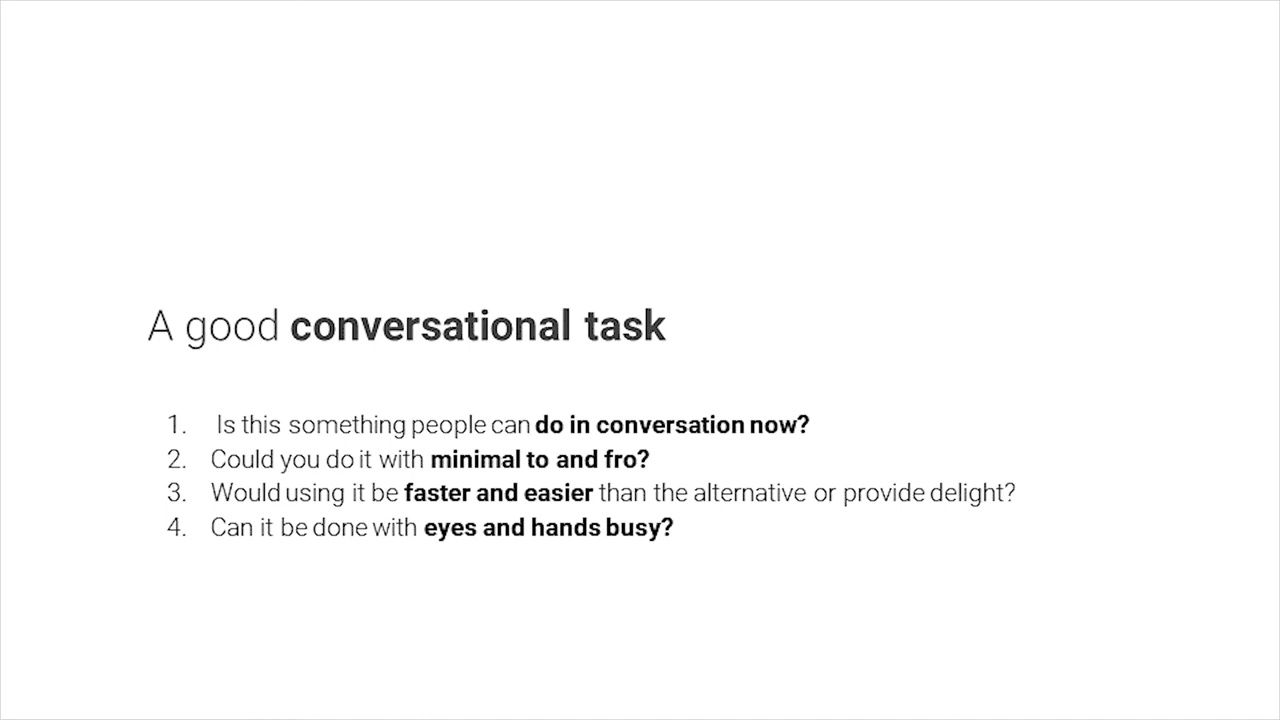 A good conversational task
1. Is this something people can do in conversation now?
2. Could you do it with minimal to and fro?
3. Would using it be faster and easier than the alternative or provide delight?
4. Can it be done with eyes and hands busy?